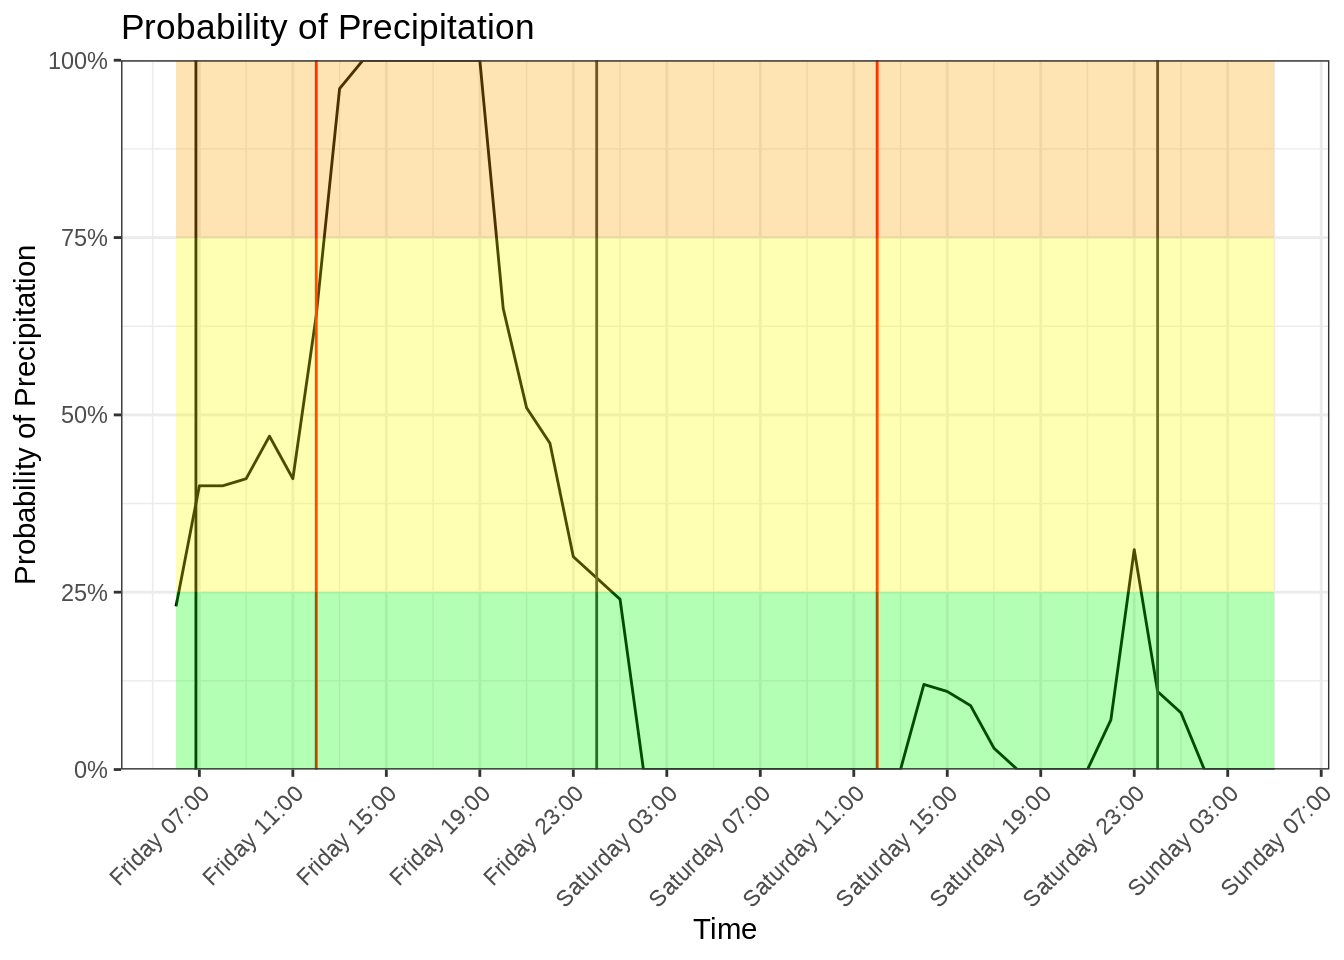 Probability of Precipitation
Probability of Precipitation
100%
75%
50%
25%
0%
Friday 07:00
Friday 11:00
Friday 15:00
Friday 19:00
Friday 23:00
Saturday 03:00
Saturday 07:00
Saturday 11:00
Saturday 15:00
Saturday 19:00
Saturday 23:00
Sunday 03:00
Sunday 07:00
Time